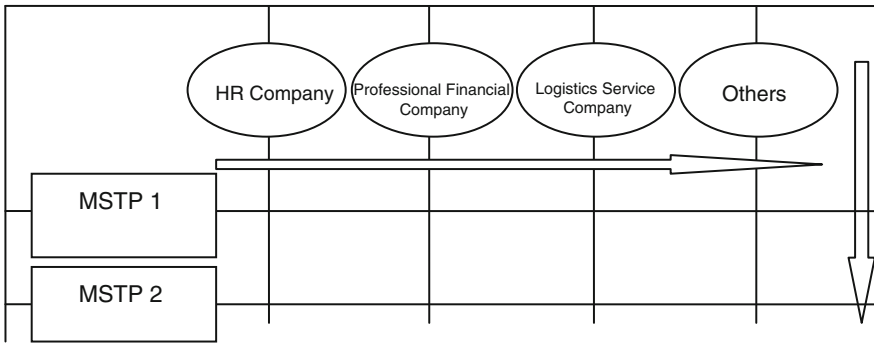 HR Company
Professional Financial
Company
Logistics Service
Company
Others
MSTP 1
MSTP 2